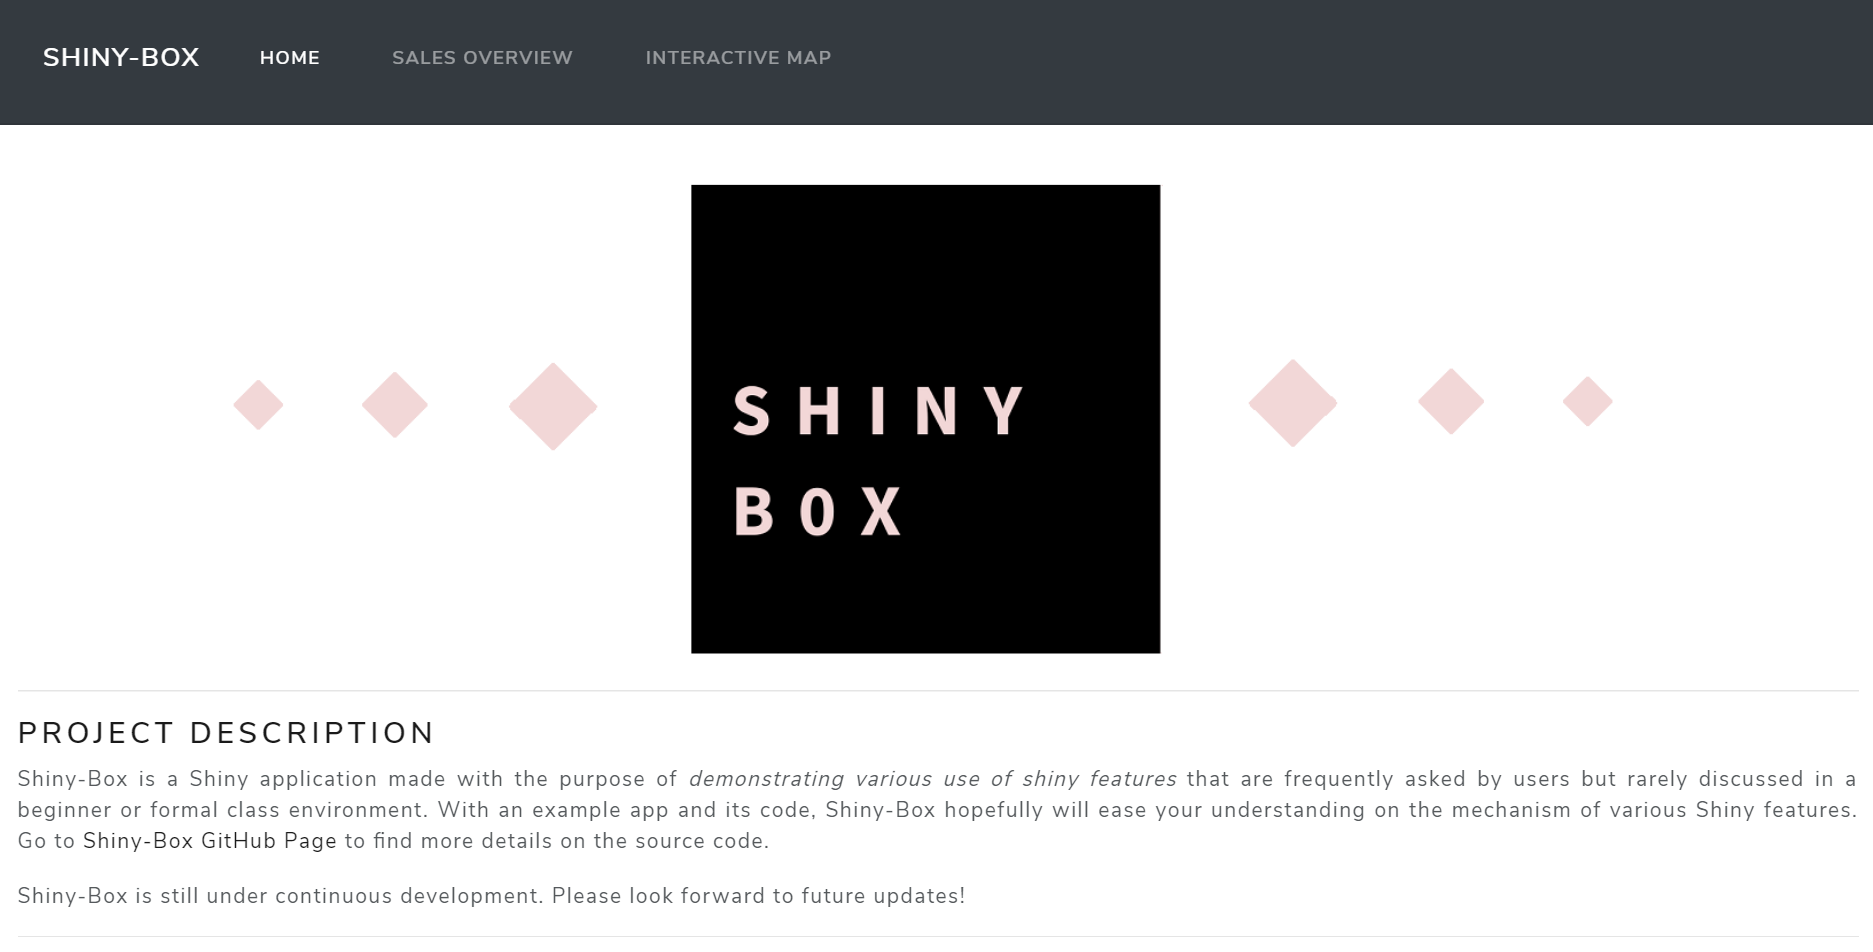 SHINY-BOX HOME SALES OVERVIEW INTERACTIVE MAP
SHINY
BOX
PROJECT DESCRIPTION
Shiny-Box is a Shiny application made with the purpose of demonstrating various use of shiny features that are frequently asked by users but rarely discussed in a
beginner or formal class environment. With an example app and its code, Shiny-Box hopefully will ease your understanding on the mechanism of various Shiny features.
Go to Shiny-Box GitHub Page to find more details on the source code.
Shiny-Box is still under continuous development. Please look forward to future updates!